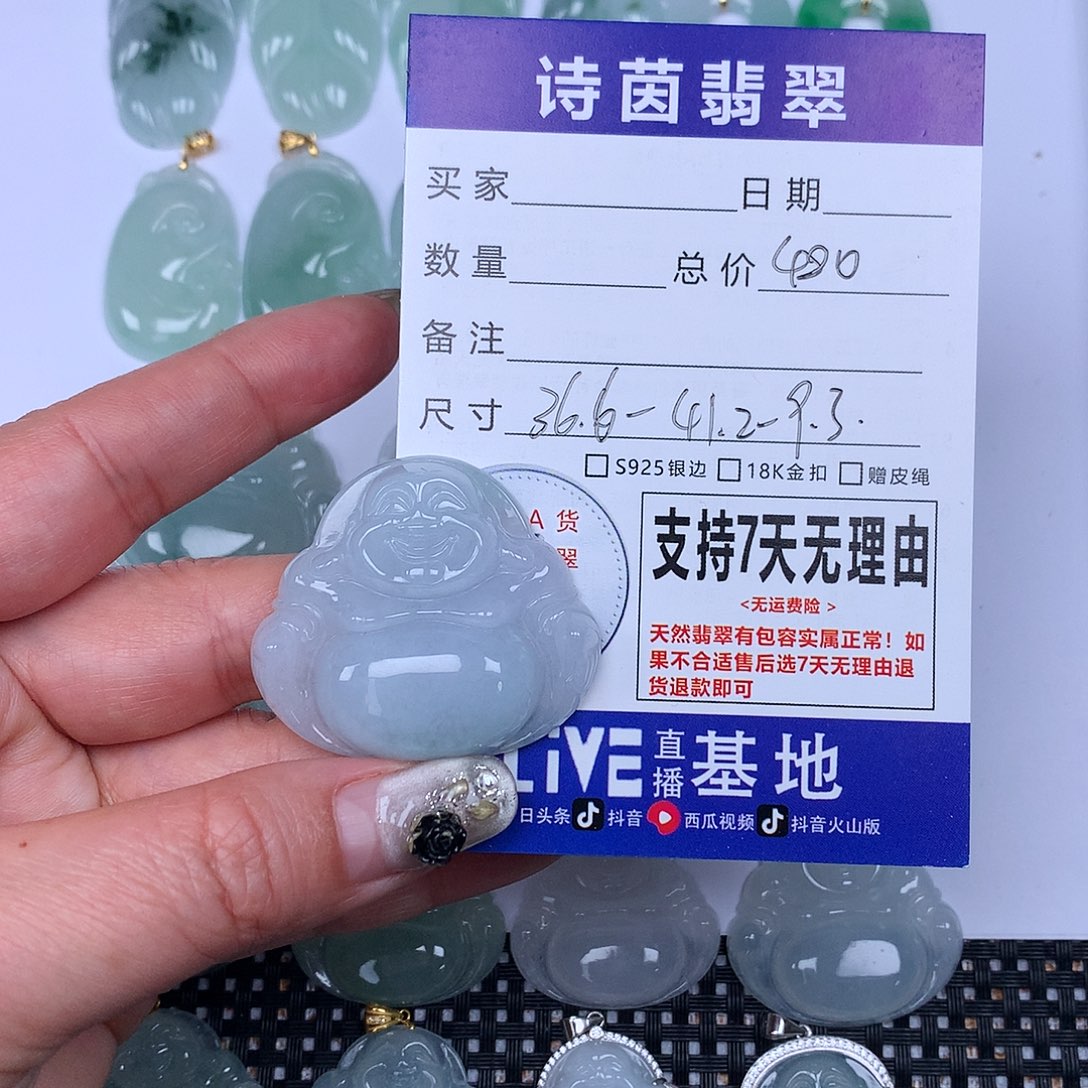 诗茵翡翠
买家 日期
数量 总价 480
备注
尺寸 36.6-41.2-9.3.
S925银边 18K金扣 赠皮绳
A货
翠
支持7天无理由
<无运费险>
天然翡翠有包容实属正常！如
果不合适售后选7天无理由退
货退款即可
LiVE 直播 基地
日头条 抖音 西瓜视频 抖音火山版